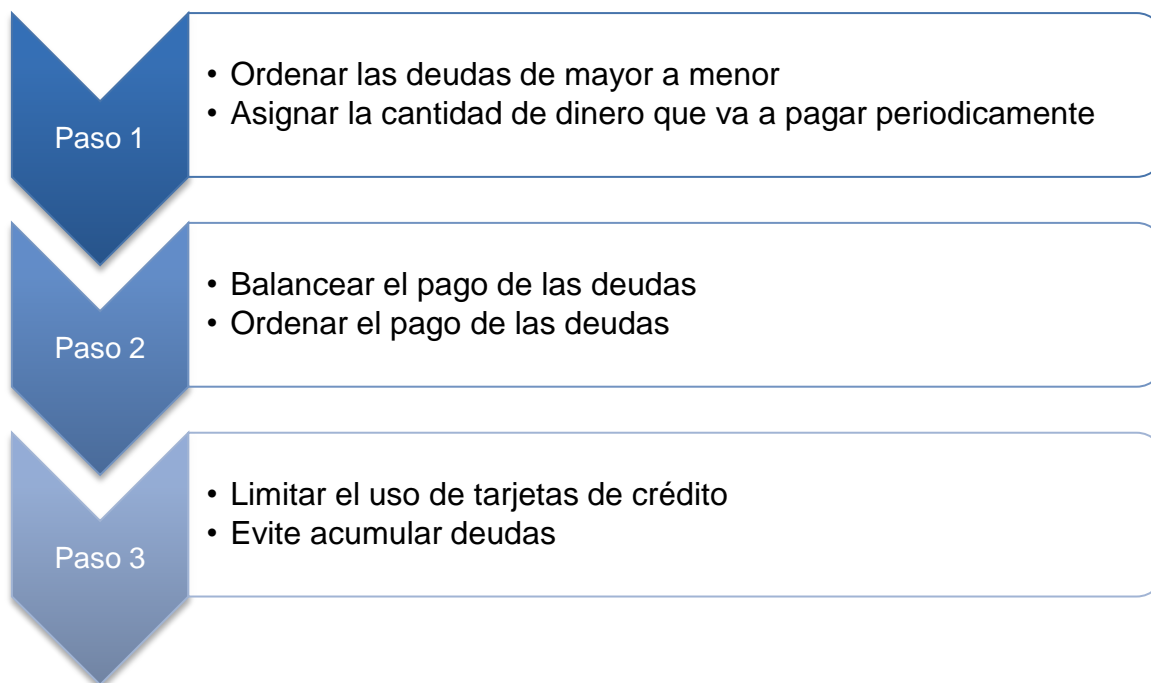 Paso 1
• Ordenar las deudas de mayor a menor
• Asignar la cantidad de dinero que va a pagar periodicamente
Paso 2
• Balancear el pago de las deudas
• Ordenar el pago de las deudas
Paso 3
• Limitar el uso de tarjetas de crédito
• Evite acumular deudas